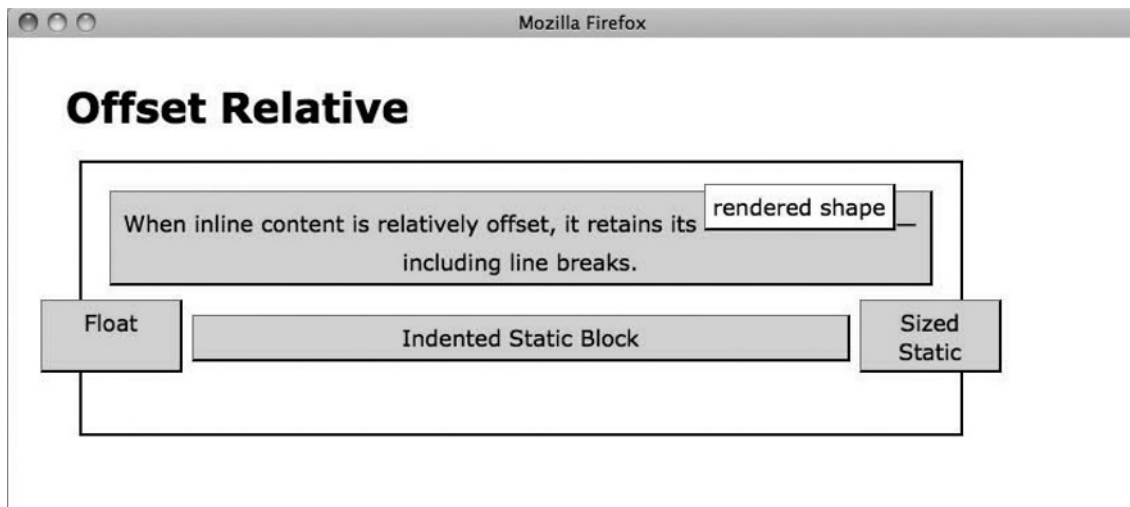 Mozilla Firefox
Offset Relative
When inline content is relatively offset, it retains its rendered shape —
including line breaks.
Float
Indented Static Block
Sized
Static